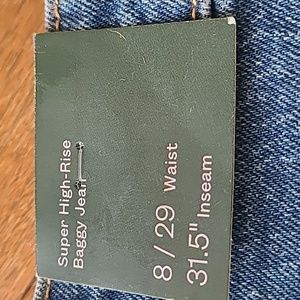 Super High-Rise
Baggy Jean
8 / 29 Waist
31.5" Inseam